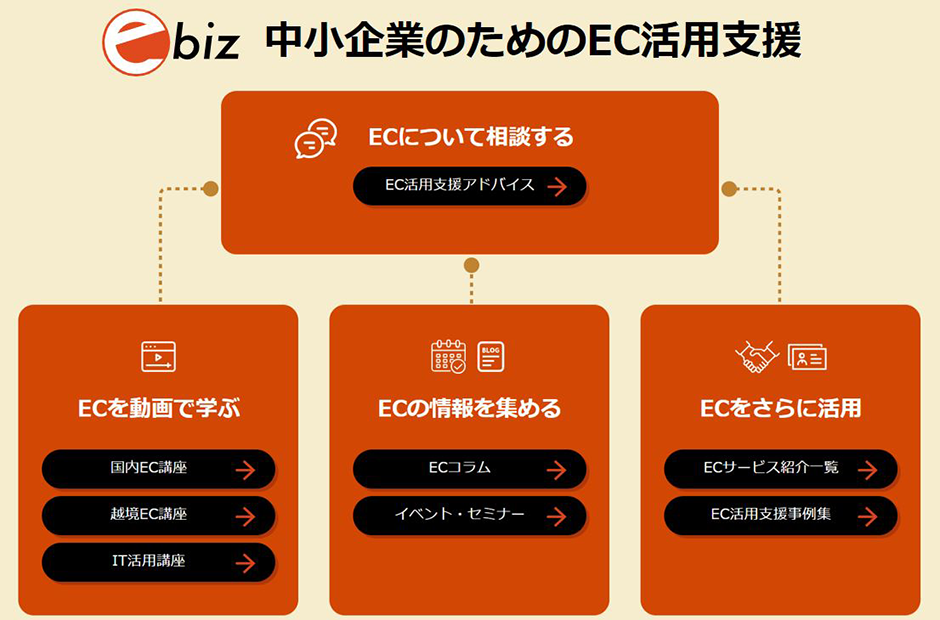 ebiz 中小企業のためのEC活用支援
ECについて相談する
EC活用支援アドバイス
ECを動画で学ぶ
国内EC講座
越境EC講座
IT活用講座
BLOG
ECの情報を集める
ECコラム
イベント・セミナー
ECをさらに活用
ECサービス紹介一覧
EC活用支援事例集